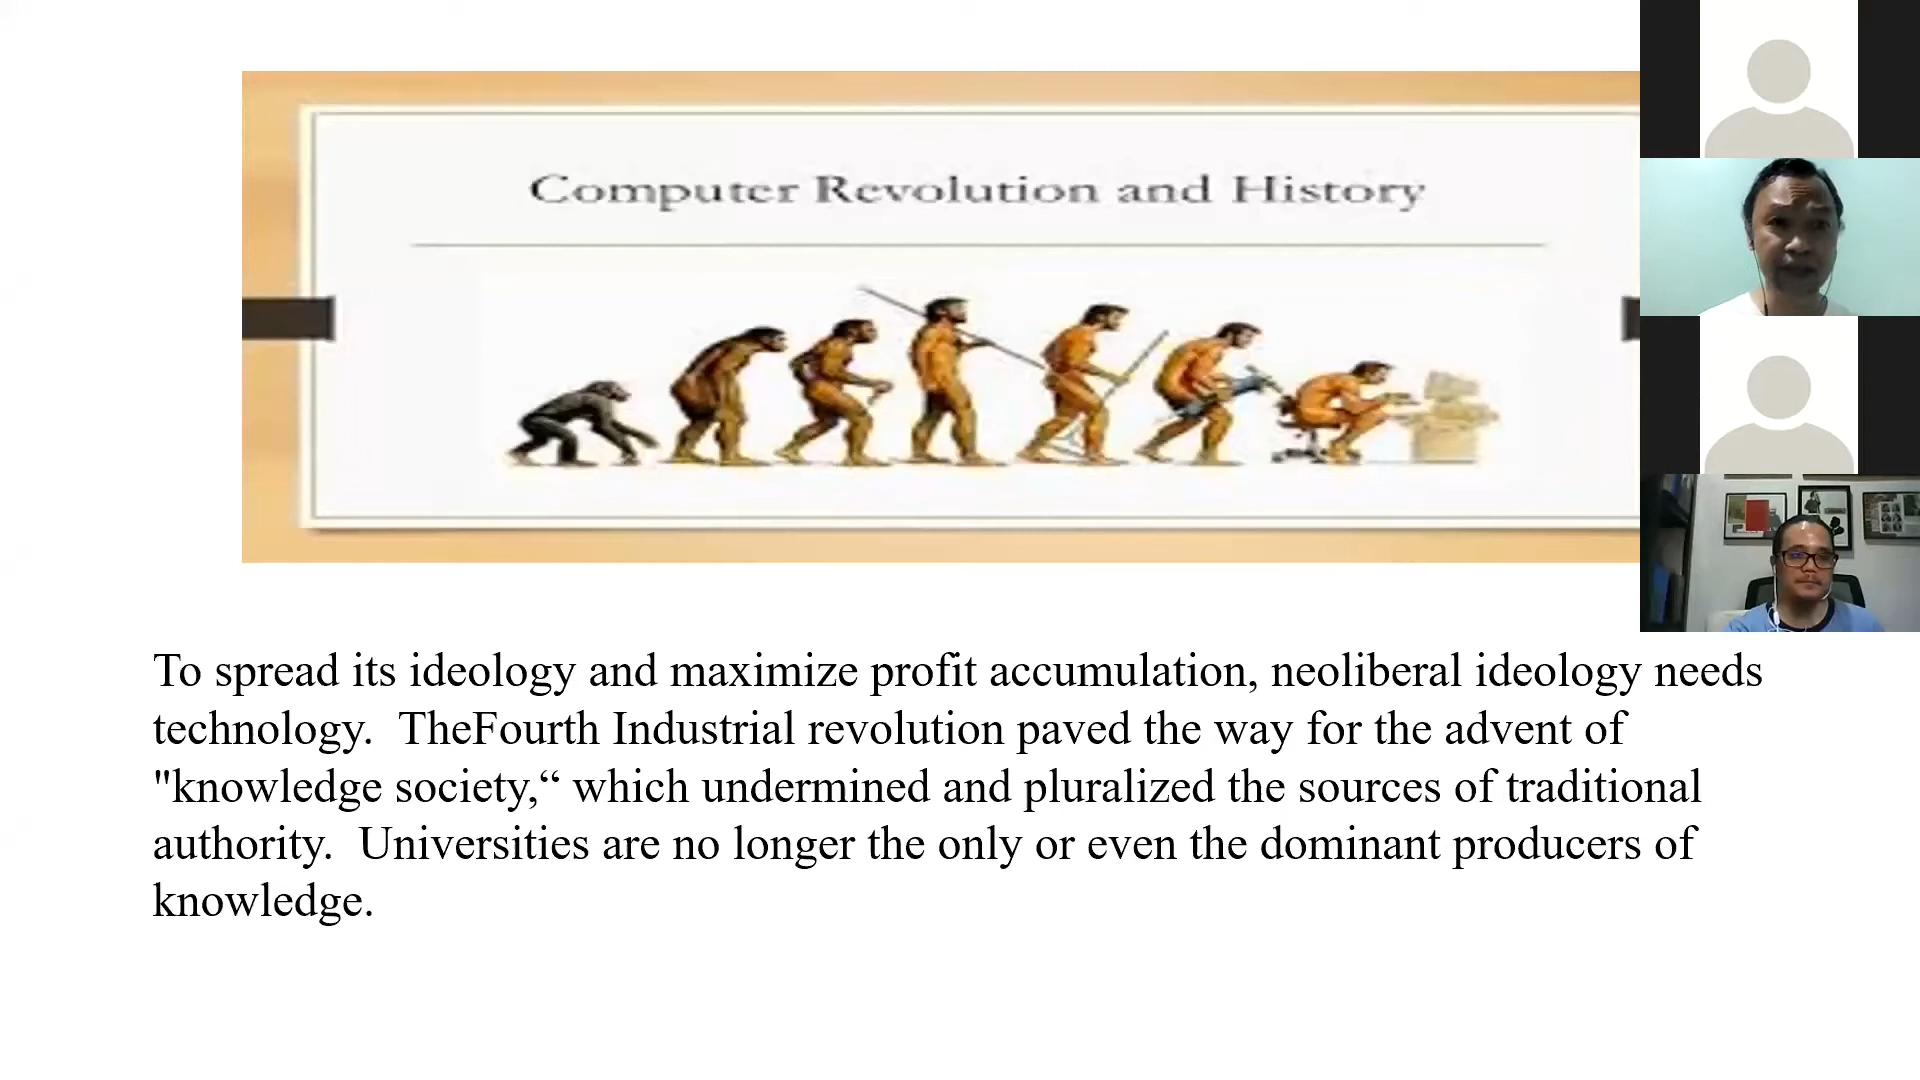 Computer Revolution and History
To spread its ideology and maximize profit accumulation, neoliberal ideology needs
technology.  TheFourth Industrial revolution paved the way for the advent of
"knowledge society,“ which undermined and pluralized the sources of traditional
authority.  Universities are no longer the only or even the dominant producers of
knowledge.